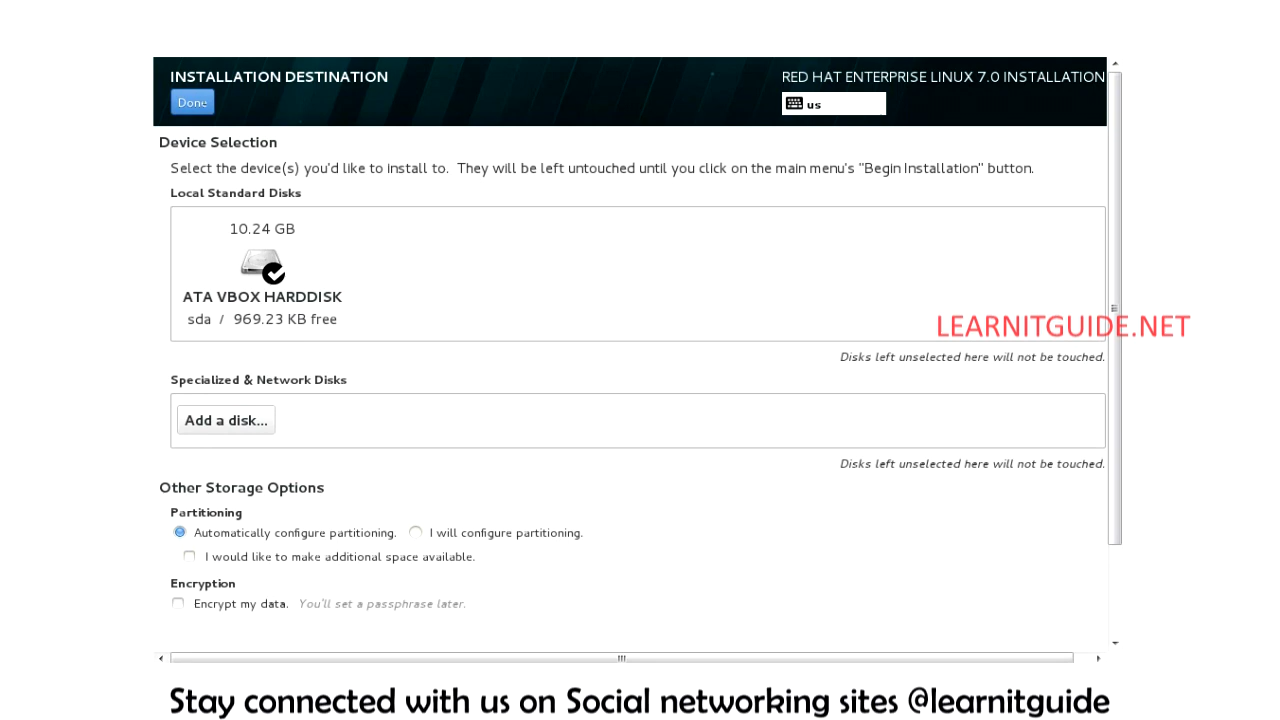 INSTALLATION DESTINATION
RED HAT ENTERPRISE LINUX 7.0 INSTALLATION
Done
us
Device Selection
Select the device(s) you'd like to install to. They will be left untouched until you click on the main menu's "Begin Installation" button.
Local Standard Disks
10.24 GB
ATA VBOX HARDDISK
sda / 969.23 KB free
LEARNITGUIDE.NET
Disks left unselected here will not be touched.
Specialized & Network Disks
Add a disk...
Disks left unselected here will not be touched.
Other Storage Options
Partitioning
Automatically configure partitioning. I will configure partitioning.
I would like to make additional space available.
Encryption
Encrypt my data. You'll set a passphrase later.
Stay connected with us on Social networking sites @learnitguide